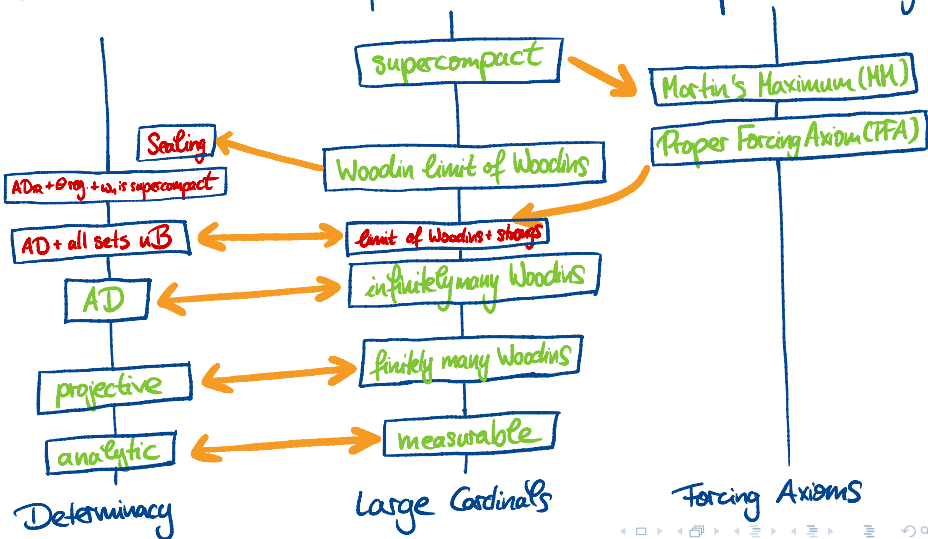 supercompact
Martin's Maximum (MM)
Proper Forcing Axiom (PFA)
Sealing
Woodin limit of Woodins
ADℝ + Θ reg. + ω₁ is supercompact
AD + all sets uB
limit of Woodins + strongs
AD
infinitely many Woodins
projective
finitely many Woodins
analytic
measurable
Determinacy
Large Cardinals
Forcing Axioms